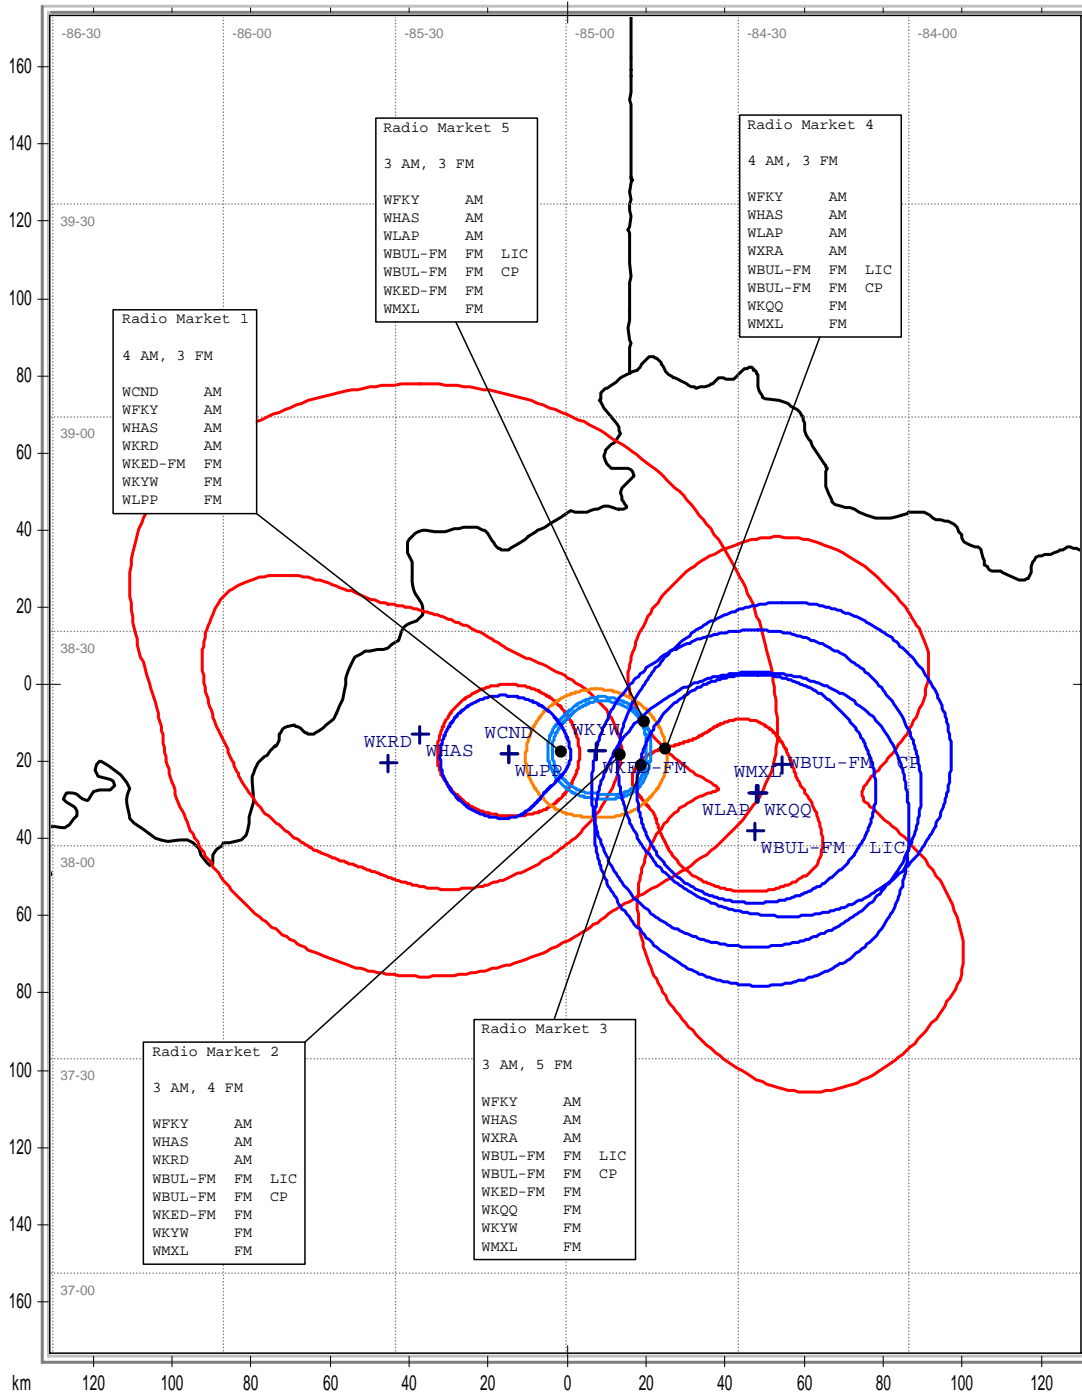 -86-30
-86-00
-85-30
-85-00
-84-30
-84-00
160
140
120
100
80
60
40
20
0
20
40
60
80
100
120
140
160
39-30
39-00
38-30
38-00
37-30
37-00
Radio Market 5
3 AM, 3 FM
WFKY AM
WHAS AM
WLAP AM
WBUL-FM FM LIC
WBUL-FM FM CP
WKED-FM FM
WMXL FM
Radio Market 4
4 AM, 3 FM
WFKY AM
WHAS AM
WLAP AM
WXRA AM
WBUL-FM FM LIC
WBUL-FM FM CP
WKQQ FM
WMXL FM
Radio Market 1
4 AM, 3 FM
WCND AM
WFKY AM
WHAS AM
WKRD AM
WKED-FM FM
WKYW FM
WLPP FM
WKRD
WHAS
WCND
WLPP
WKYW
WKED-FM
WMXL
WBUL-FM CP
WLAP
WKQQ
WBUL-FM LIC
Radio Market 2
3 AM, 4 FM
WFKY AM
WHAS AM
WKRD AM
WBUL-FM FM LIC
WBUL-FM FM CP
WKED-FM FM
WKYW FM
WMXL FM
Radio Market 3
3 AM, 5 FM
WFKY AM
WHAS AM
WXRA AM
WBUL-FM FM LIC
WBUL-FM FM CP
WKED-FM FM
WKQQ FM
WKYW FM
WMXL FM
km 120 100 80 60 40 20 0 20 40 60 80 100 120